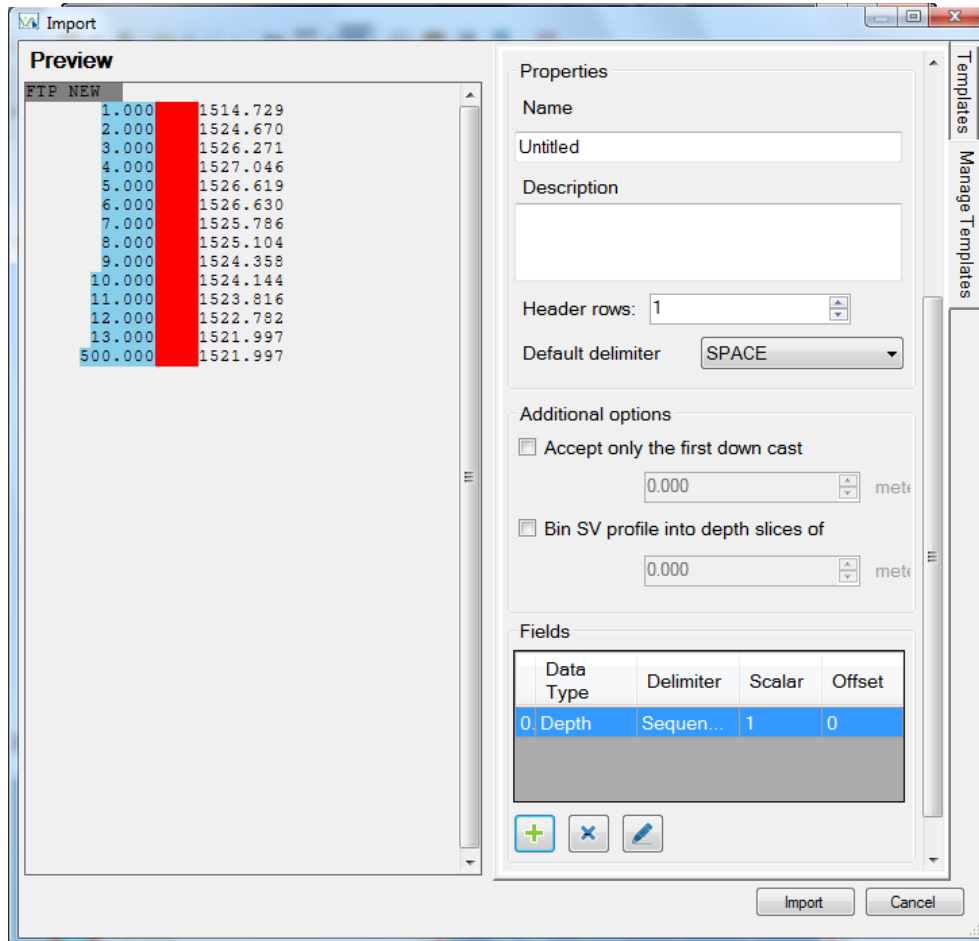 Import
Preview
FTP NEW
1.000 1514.729
2.000 1524.670
3.000 1526.271
4.000 1527.046
5.000 1526.619
6.000 1526.630
7.000 1525.786
8.000 1525.104
9.000 1524.358
10.000 1524.144
11.000 1523.816
12.000 1522.782
13.000 1521.997
500.000 1521.997
Properties
Name
Untitled
Description
Header rows: 1
Default delimiter SPACE
Additional options
Accept only the first down cast
0.000 mete
Bin SV profile into depth slices of
0.000 mete
Fields
Data Type Delimiter Scalar Offset
0. Depth Sequen... 1 0
Import Cancel
Templates
Manage Templates